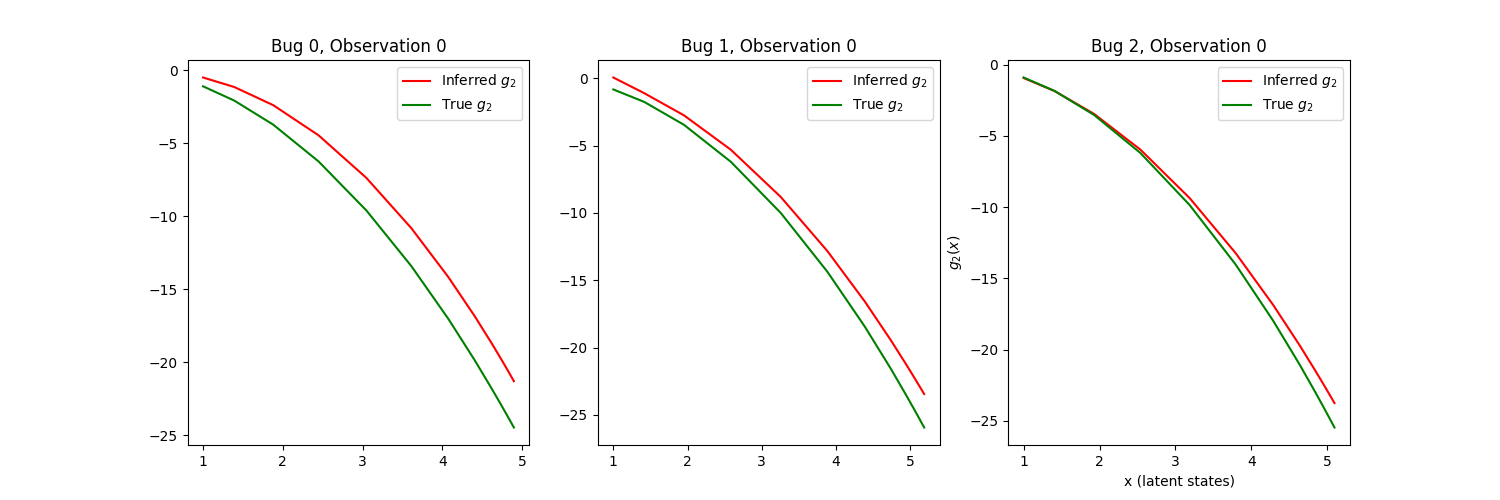 Bug 0, Observation 0
0
−5
−10
−15
−20
−25
1 2 3 4 5
Inferred g₂
True g₂
Bug 1, Observation 0
0
−5
−10
−15
−20
−25
1 2 3 4 5
Inferred g₂
True g₂
Bug 2, Observation 0
g₂(x)
0
−5
−10
−15
−20
−25
1 2 3 4 5
x (latent states)
Inferred g₂
True g₂